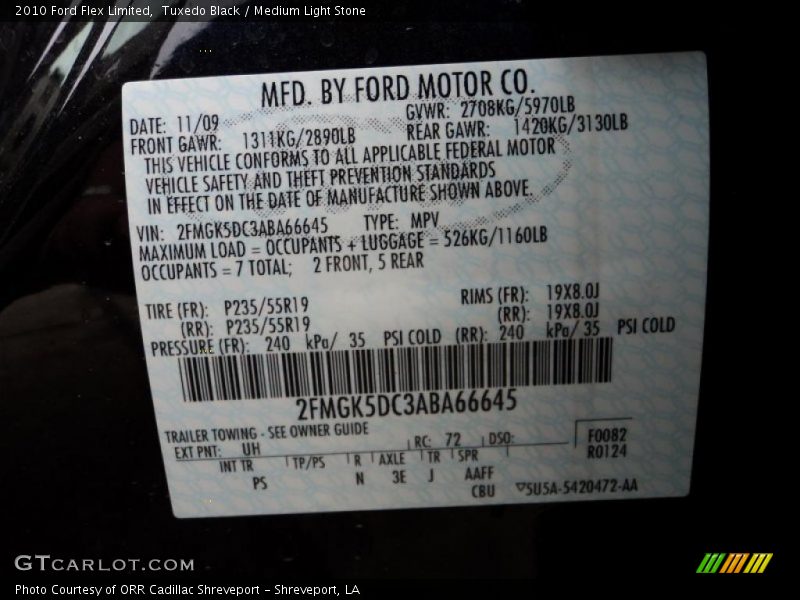 2010 Ford Flex Limited,  Tuxedo Black / Medium Light Stone
MFD. BY FORD MOTOR CO.
DATE: 11/09 GVWR: 2708KG/5970LB
FRONT GAWR: 1311KG/2890LB REAR GAWR: 1420KG/3130LB
THIS VEHICLE CONFORMS TO ALL APPLICABLE FEDERAL MOTOR
VEHICLE SAFETY AND THEFT PREVENTION STANDARDS
IN EFFECT ON THE DATE OF MANUFACTURE SHOWN ABOVE.
VIN: 2FMGK5DC3ABA66645 TYPE: MPV
MAXIMUM LOAD = OCCUPANTS + LUGGAGE = 526KG/1160LB
OCCUPANTS = 7 TOTAL; 2 FRONT, 5 REAR
TIRE (FR): P235/55R19 RIMS (FR): 19X8.0J
(RR): P235/55R19 (RR): 19X8.0J
PRESSURE (FR): 240 kPa/ 35 PSI COLD (RR): 240 kPa/ 35 PSI COLD
2FMGK5DC3ABA66645
TRAILER TOWING - SEE OWNER GUIDE
EXT PNT: UH RC: 72 DSO: F0082
INT TR TP/PS R AXLE TR SPR R0124
PS N 3E J AAFF
CBU ▽5U5A-5420472-AA
GTCARLOT.COM
Photo Courtesy of ORR Cadillac Shreveport - Shreveport, LA